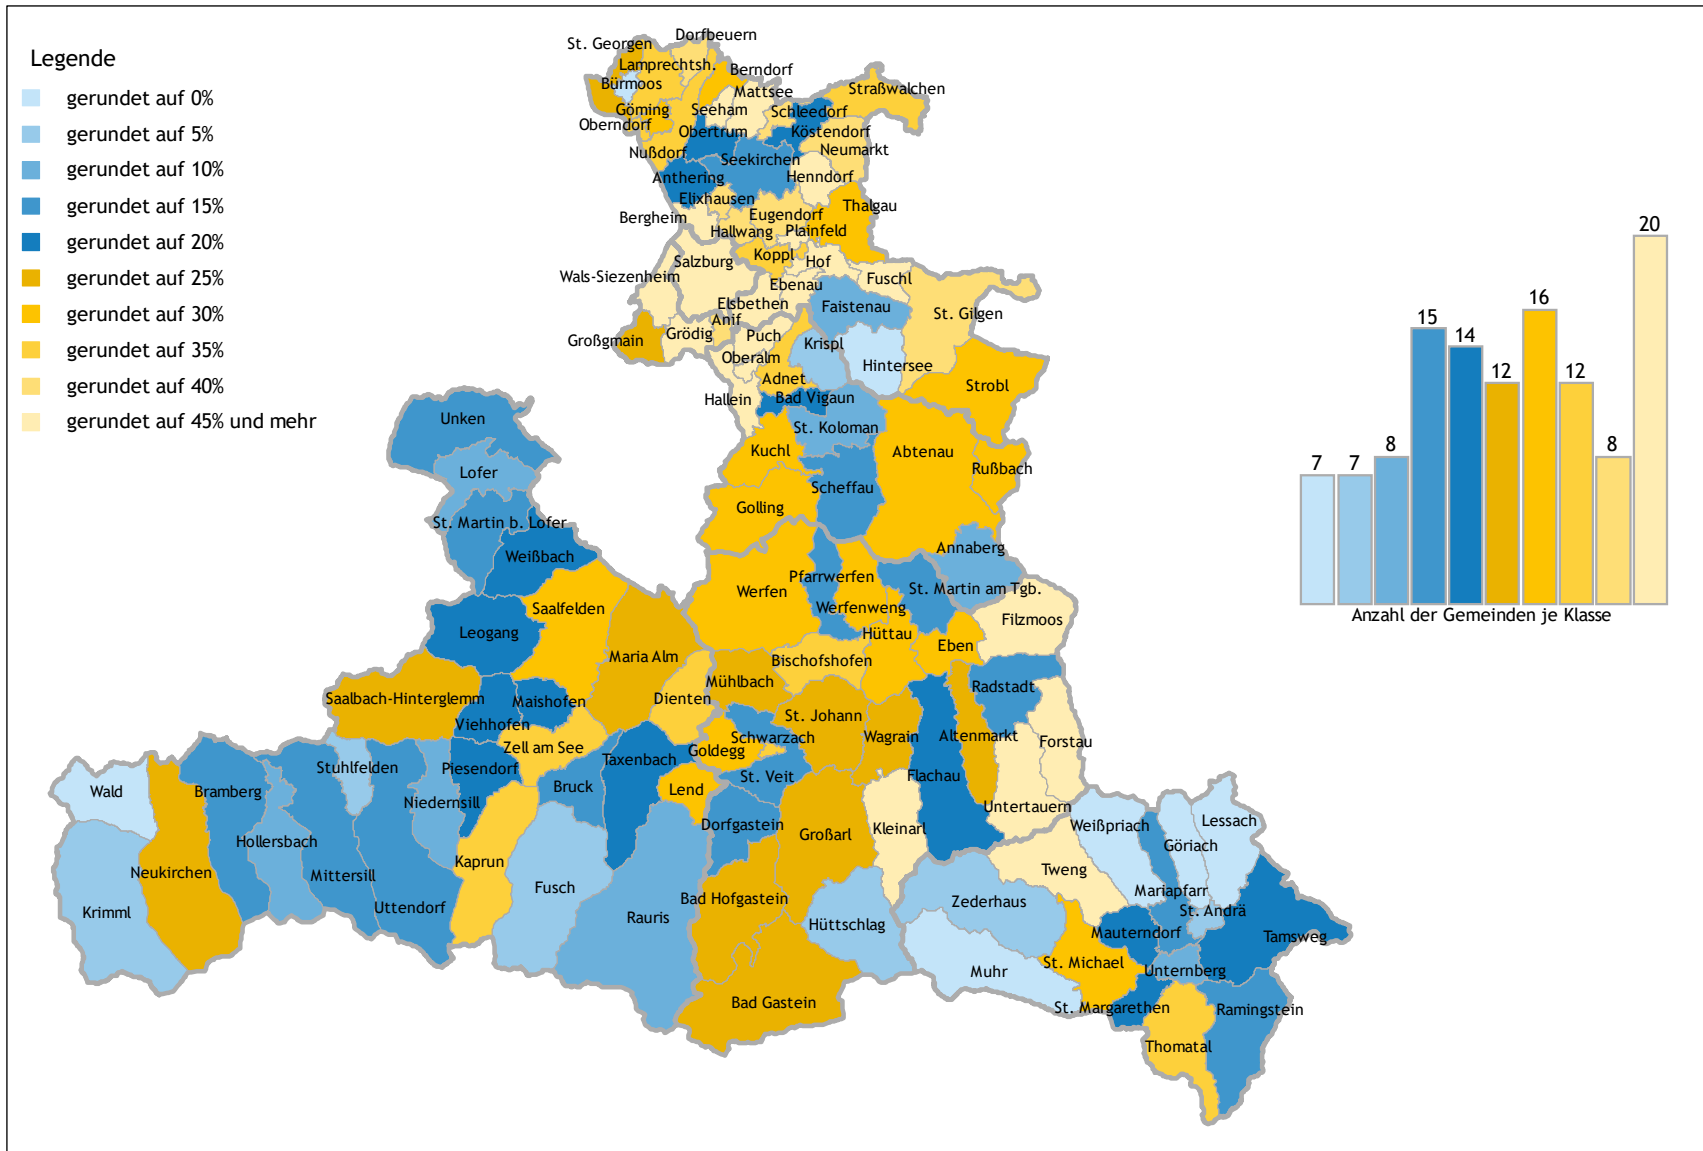 Legende
gerundet auf 0%
gerundet auf 5%
gerundet auf 10%
gerundet auf 15%
gerundet auf 20%
gerundet auf 25%
gerundet auf 30%
gerundet auf 35%
gerundet auf 40%
gerundet auf 45% und mehr
St. Georgen
Dorfbeuern
Lamprechtsh.
Berndorf
Bürmoos
Mattsee
Straßwalchen
Göming
Seeham
Schleedorf
Oberndorf
Obertrum
Köstendorf
Nußdorf
Seekirchen
Neumarkt
Anthering
Henndorf
Elixhausen
Bergheim
Eugendorf
Thalgau
Hallwang
Plainfeld
Salzburg
Koppl
Hof
Wals-Siezenheim
Ebenau
Fuschl
Elsbethen
Faistenau
Anif
St. Gilgen
Großgmain
Grödig
Puch
Krispl
Oberalm
Hintersee
Adnet
Strobl
Hallein
Bad Vigaun
Unken
St. Koloman
Kuchl
Abtenau
Lofer
Rußbach
Scheffau
Golling
St. Martin b. Lofer
Weißbach
Annaberg
Pfarrwerfen
Werfen
St. Martin am Tgb.
Saalfelden
Werfenweng
Filzmoos
Leogang
Hüttau
Eben
Maria Alm
Bischofshofen
Mühlbach
Radstadt
Saalbach-Hinterglemm
Maishofen
Dienten
St. Johann
Viehhofen
Schwarzach
Wagrain
Altenmarkt
Forstau
Zell am See
Goldegg
Taxenbach
Stuhlfelden
Piesendorf
St. Veit
Flachau
Wald
Bramberg
Bruck
Lend
Niedernsill
Untertauern
Dorfgastein
Großarl
Kleinarl
Weißpriach
Lessach
Hollersbach
Göriach
Neukirchen
Mittersill
Kaprun
Tweng
Fusch
Mariapfarr
Krimml
Uttendorf
Rauris
Bad Hofgastein
Zederhaus
St. Andrä
Hüttschlag
Mauterndorf
Tamsweg
Muhr
St. Michael
Unternberg
Bad Gastein
St. Margarethen
Ramingstein
Thomatal
7
7
8
15
14
12
16
12
8
20
Anzahl der Gemeinden je Klasse